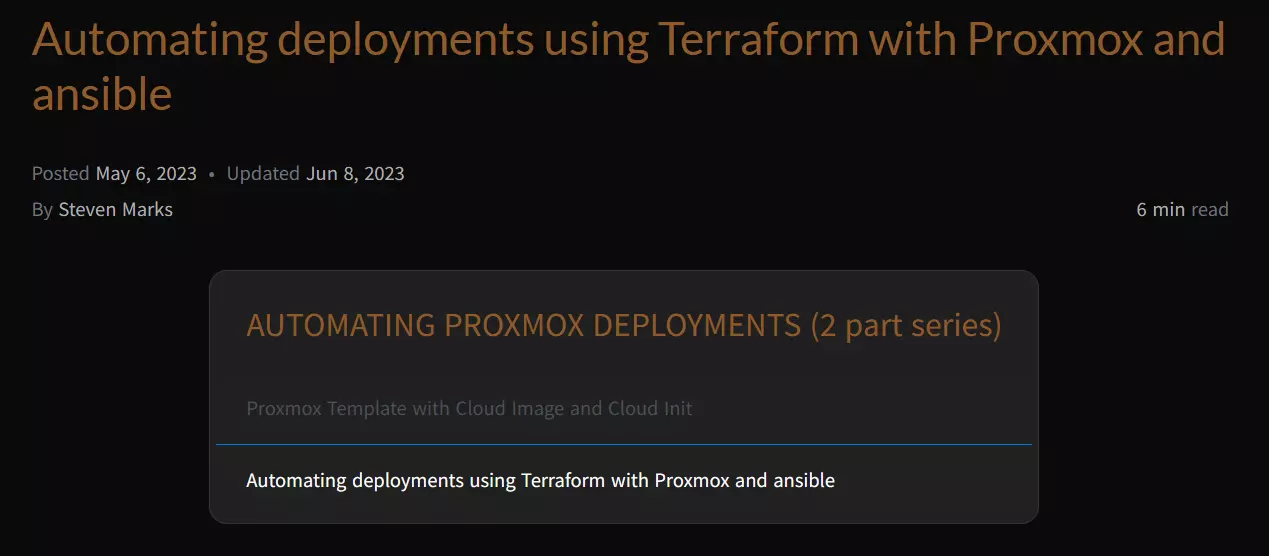 Automating deployments using Terraform with Proxmox and
ansible
Posted May 6, 2023 • Updated Jun 8, 2023
By Steven Marks
6 min read
AUTOMATING PROXMOX DEPLOYMENTS (2 part series)
Proxmox Template with Cloud Image and Cloud Init
Automating deployments using Terraform with Proxmox and ansible